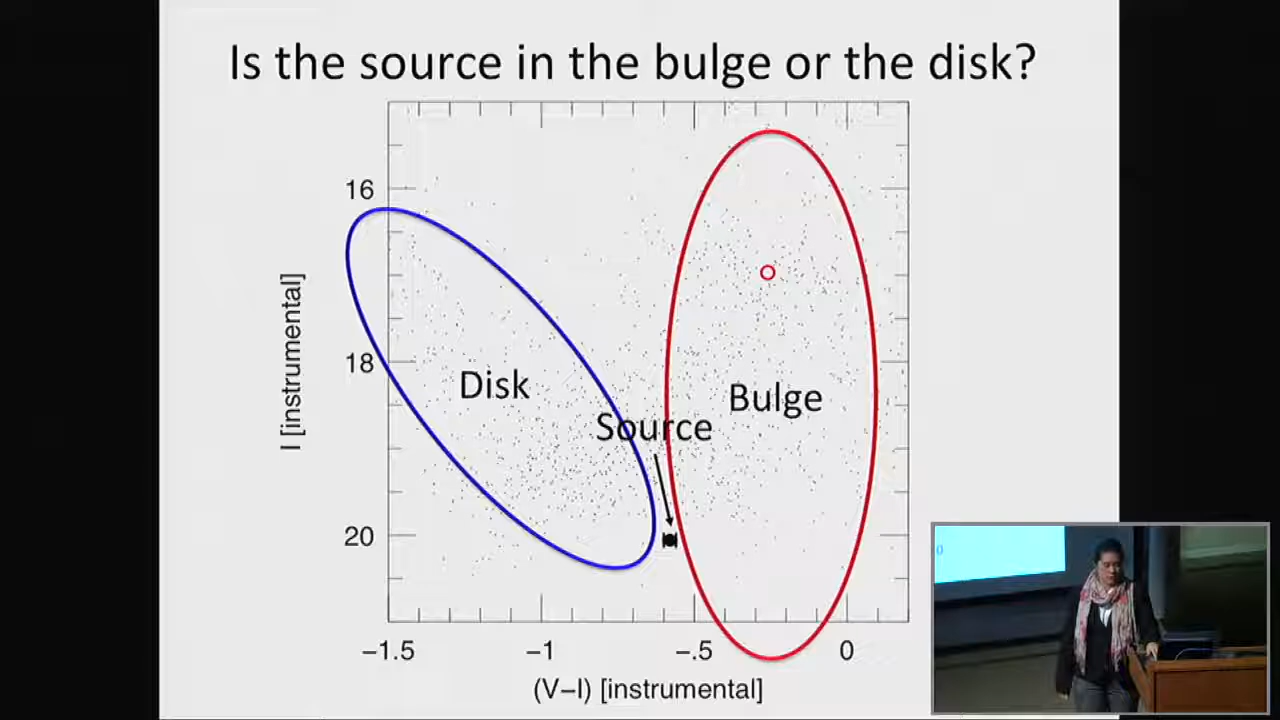 Is the source in the bulge or the disk?
16
18
20
I [instrumental]
Disk
Source
Bulge
−1.5
−1
−.5
0
(V−I) [instrumental]
0